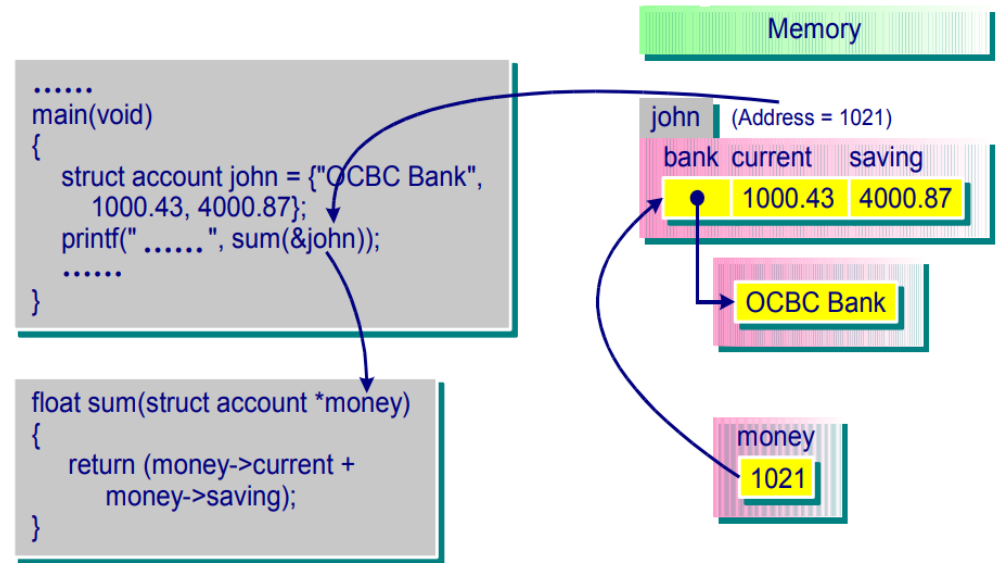 ......
main(void)
{
struct account john = {"OCBC Bank",
1000.43, 4000.87};
printf(" ...... ", sum(&john));
......
}
float sum(struct account *money)
{
return (money->current +
money->saving);
}
Memory
john (Address = 1021)
bank current saving
1000.43 4000.87
OCBC Bank
money
1021